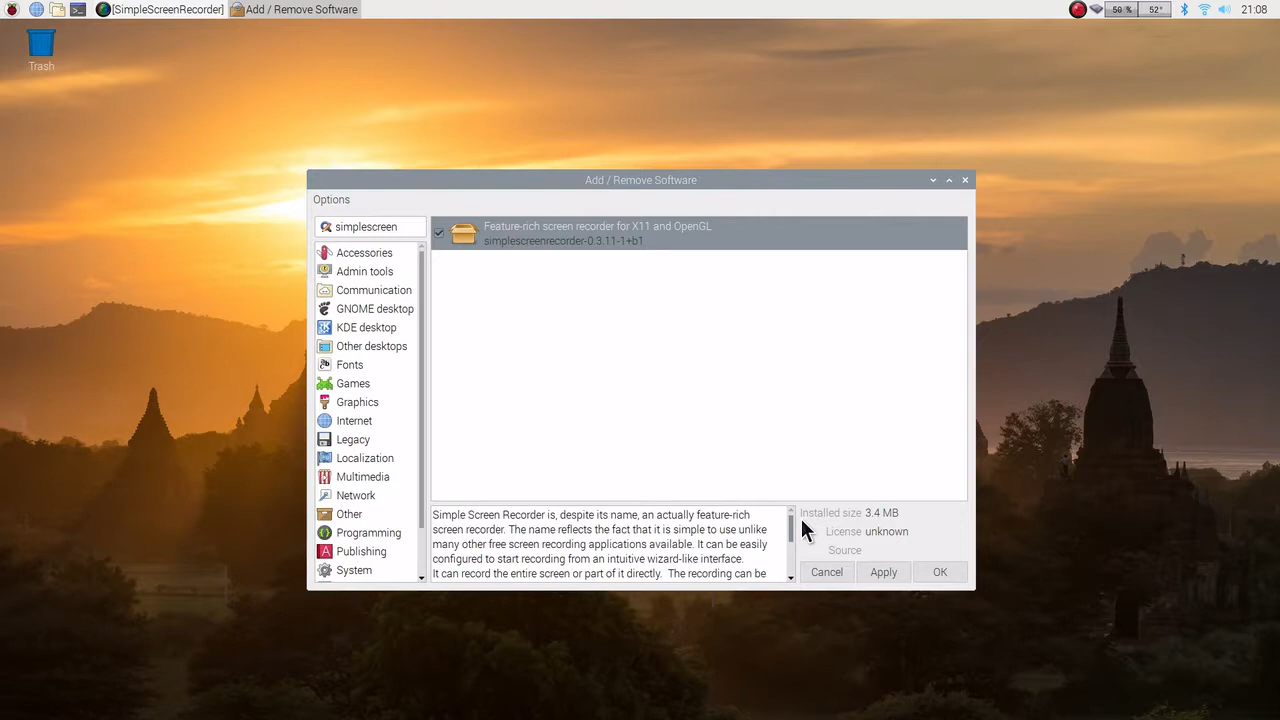 [SimpleScreenRecorder]
Add / Remove Software
50 %
52°
21:08
Trash
Add / Remove Software
Options
simplescreen
Feature-rich screen recorder for X11 and OpenGL
simplescreenrecorder-0.3.11-1+b1
Accessories
Admin tools
Communication
GNOME desktop
KDE desktop
Other desktops
Fonts
Games
Graphics
Internet
Legacy
Localization
Multimedia
Network
Other
Programming
Publishing
System
Simple Screen Recorder is, despite its name, an actually feature-rich
screen recorder. The name reflects the fact that it is simple to use unlike
many other free screen recording applications available. It can be easily
configured to start recording from an intuitive wizard-like interface.
It can record the entire screen or part of it directly.  The recording can be
Installed size 3.4 MB
License unknown
Source
Cancel
Apply
OK